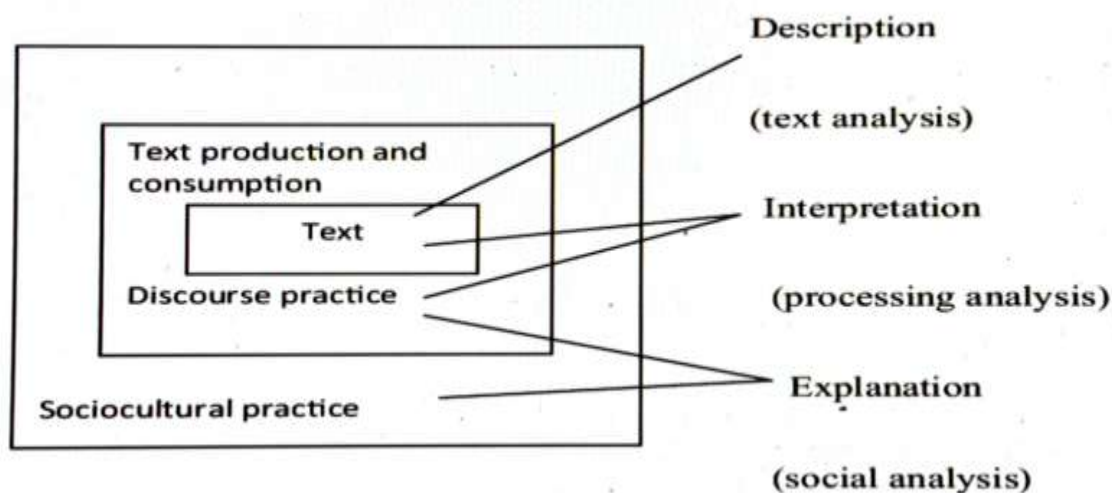 Description
(text analysis)
Text production and
consumption
Interpretation
Text
Discourse practice
(processing analysis)
Explanation
Sociocultural practice
(social analysis)